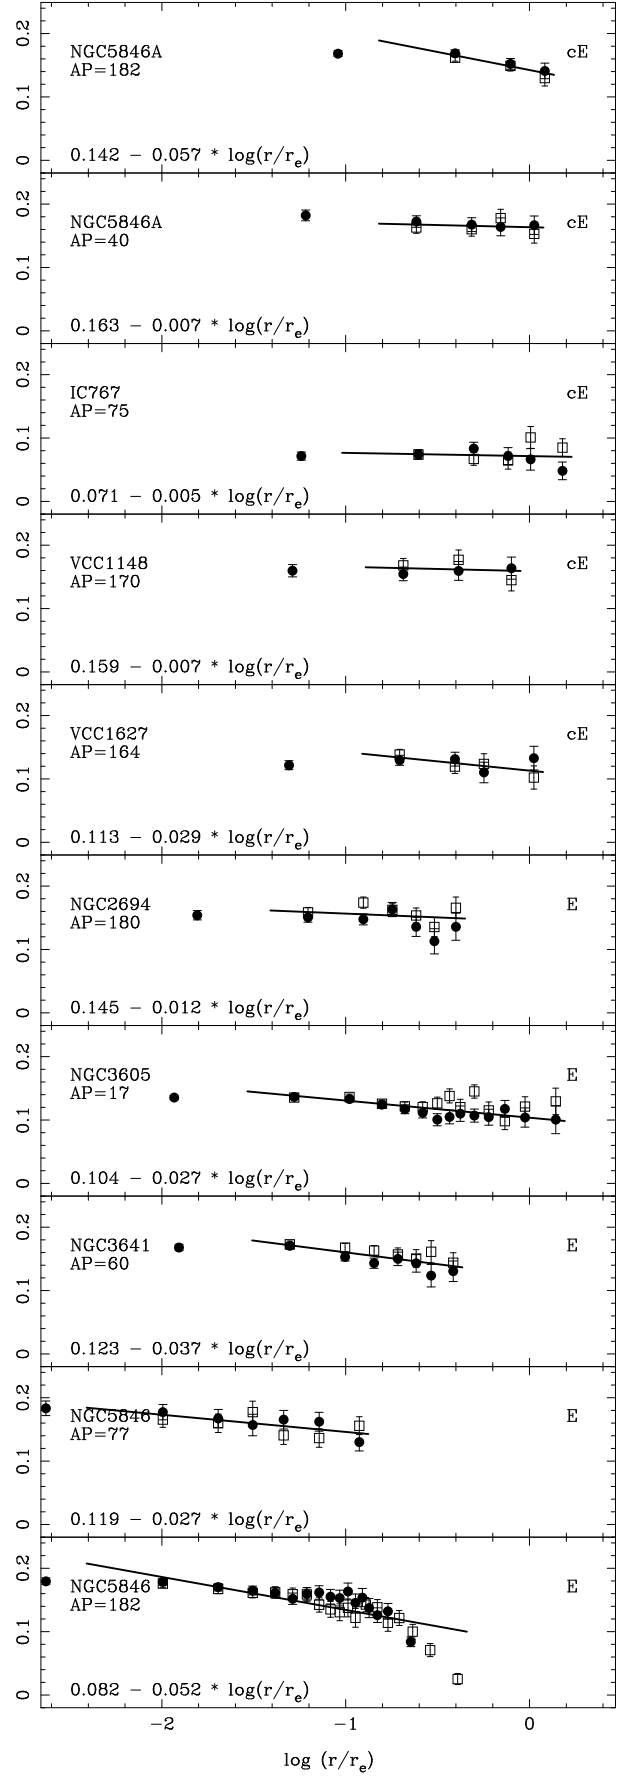 0.2
NGC5846A cE
AP=182
0.1
0.142 − 0.057 * log(r/re)
0
0.2
NGC5846A cE
AP=40
0.1
0.163 − 0.007 * log(r/re)
0
0.2
IC767 cE
AP=75
0.1
0.071 − 0.005 * log(r/re)
0
0.2
VCC1148 cE
AP=170
0.1
0.159 − 0.007 * log(r/re)
0
0.2
VCC1627 cE
AP=164
0.1
0.113 − 0.029 * log(r/re)
0
0.2
NGC2694 E
AP=180
0.1
0.145 − 0.012 * log(r/re)
0
0.2
NGC3605 E
AP=17
0.1
0.104 − 0.027 * log(r/re)
0
0.2
NGC3641 E
AP=60
0.1
0.123 − 0.037 * log(r/re)
0
0.2
NGC5846 E
AP=77
0.1
0.119 − 0.027 * log(r/re)
0
0.2
NGC5846 E
AP=182
0.1
0.082 − 0.052 * log(r/re)
0
−2 −1 0
log (r/re)